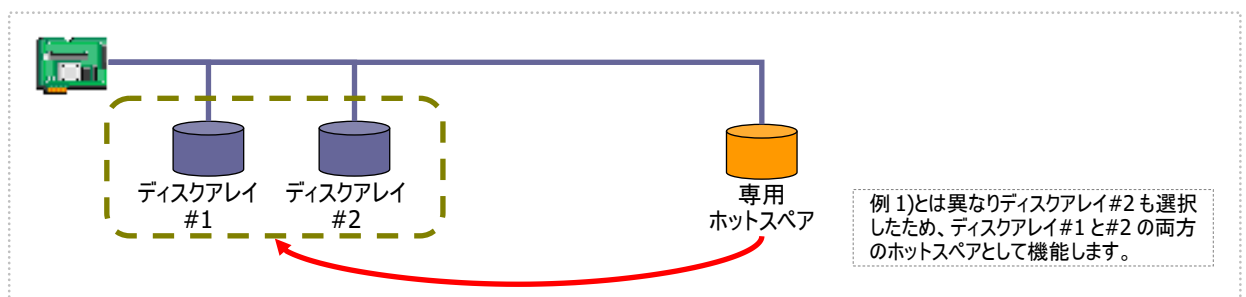 ディスクアレイ
#1
ディスクアレイ
#2
専用
ホットスペア
例 1)とは異なりディスクアレイ#2 も選択
したため、ディスクアレイ#1 と#2 の両方
のホットスペアとして機能します。